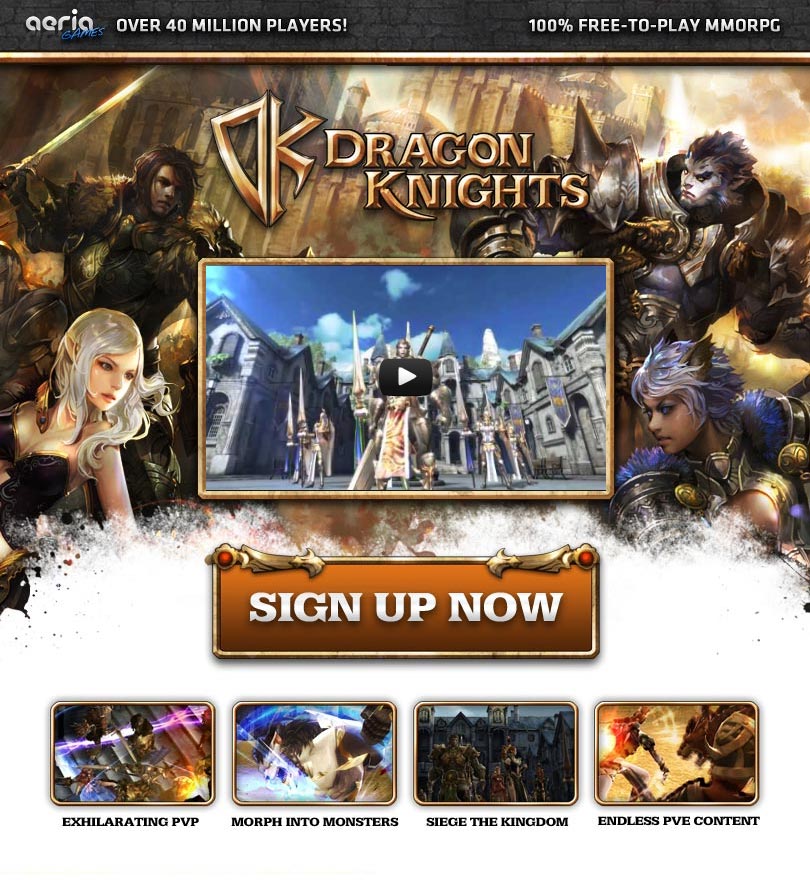 aeria GAMES OVER 40 MILLION PLAYERS! 100% FREE-TO-PLAY MMORPG
DK DRAGON
KNIGHTS
SIGN UP NOW
EXHILARATING PVP MORPH INTO MONSTERS SIEGE THE KINGDOM ENDLESS PVE CONTENT